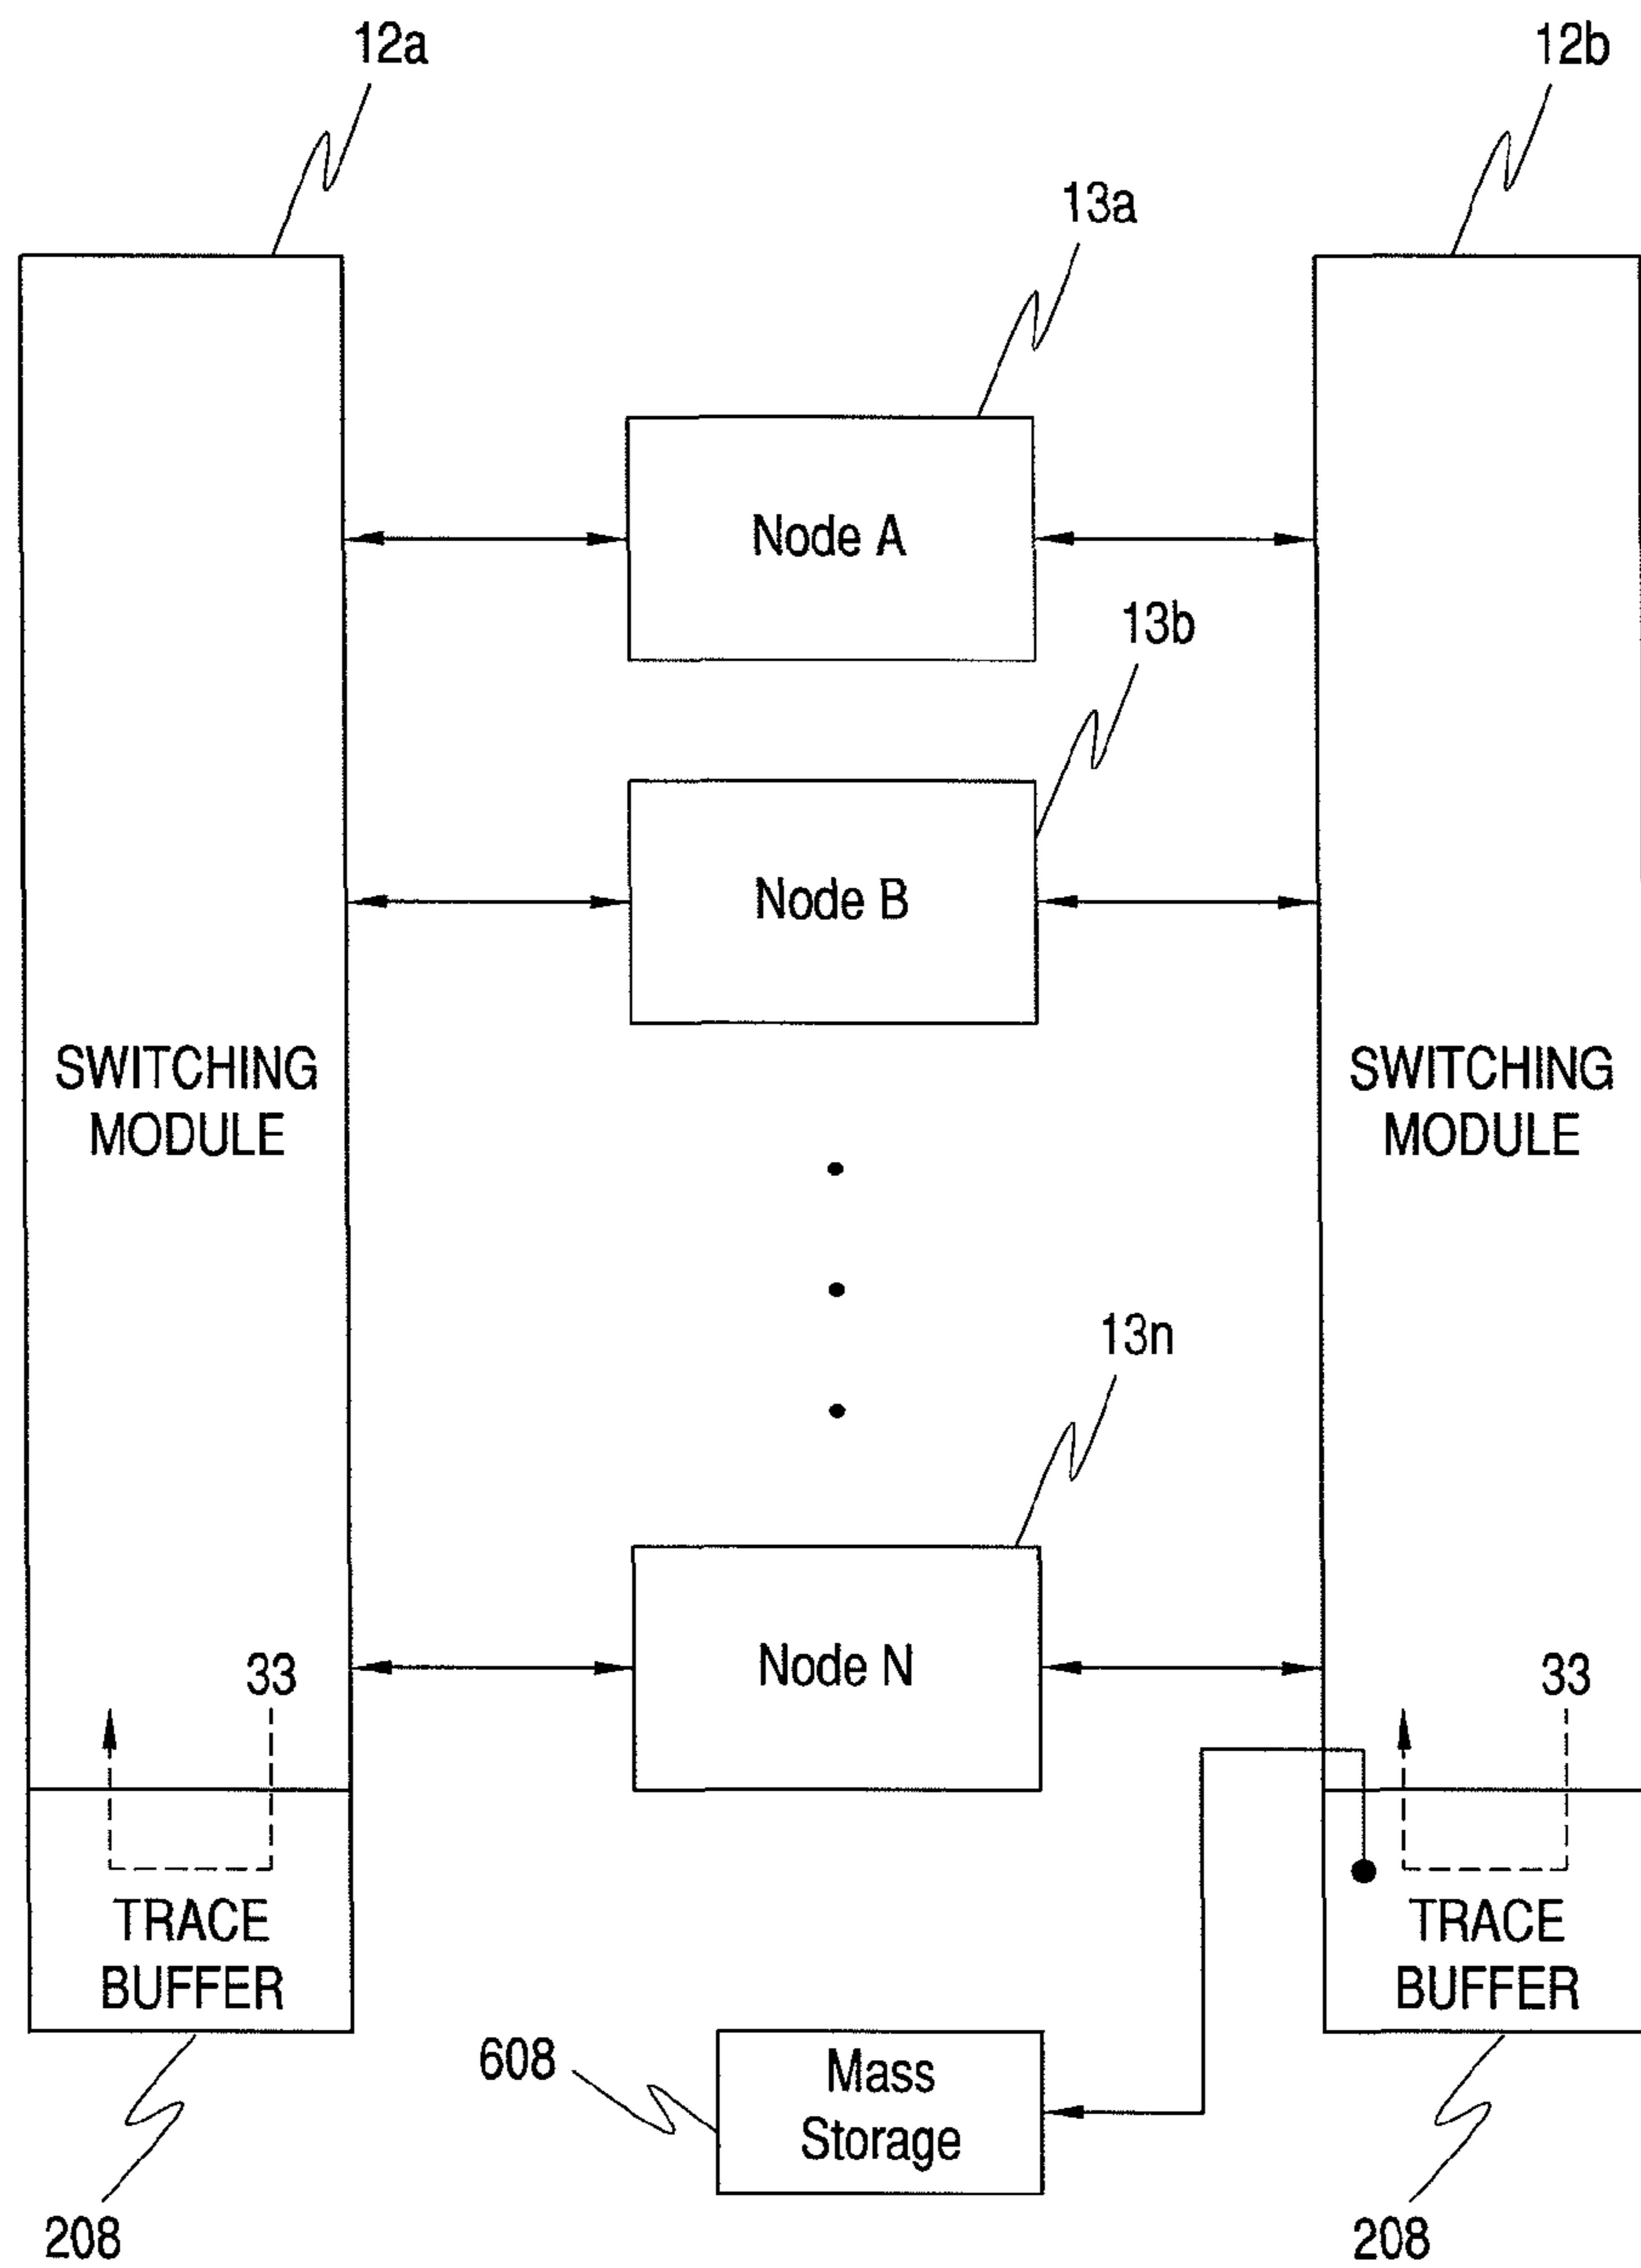 12a
12b
13a
Node A
13b
Node B
SWITCHING
MODULE
SWITCHING
MODULE
13n
Node N
33
33
TRACE
BUFFER
TRACE
BUFFER
608
Mass
Storage
208
208